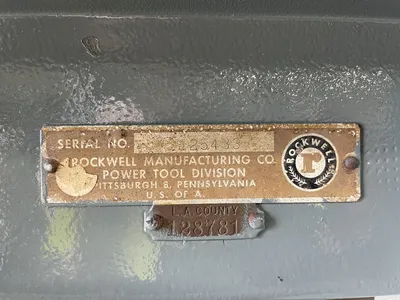 SERIAL NO.
ROCKWELL MANUFACTURING CO.
POWER TOOL DIVISION
PITTSBURGH 8, PENNSYLVANIA
U. S. OF A.
ROCKWELL
r
L. A. COUNTY
128781